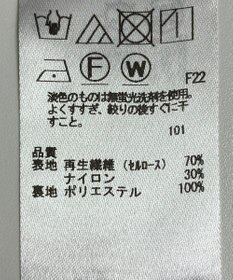 F W F22
淡色のものは無蛍光洗剤を使用。
よくすすぎ、絞りの後すぐに干
すこと。
101
品質
表地 再生繊維 (セルロース) 70%
ナイロン 30%
裏地 ポリエステル 100%